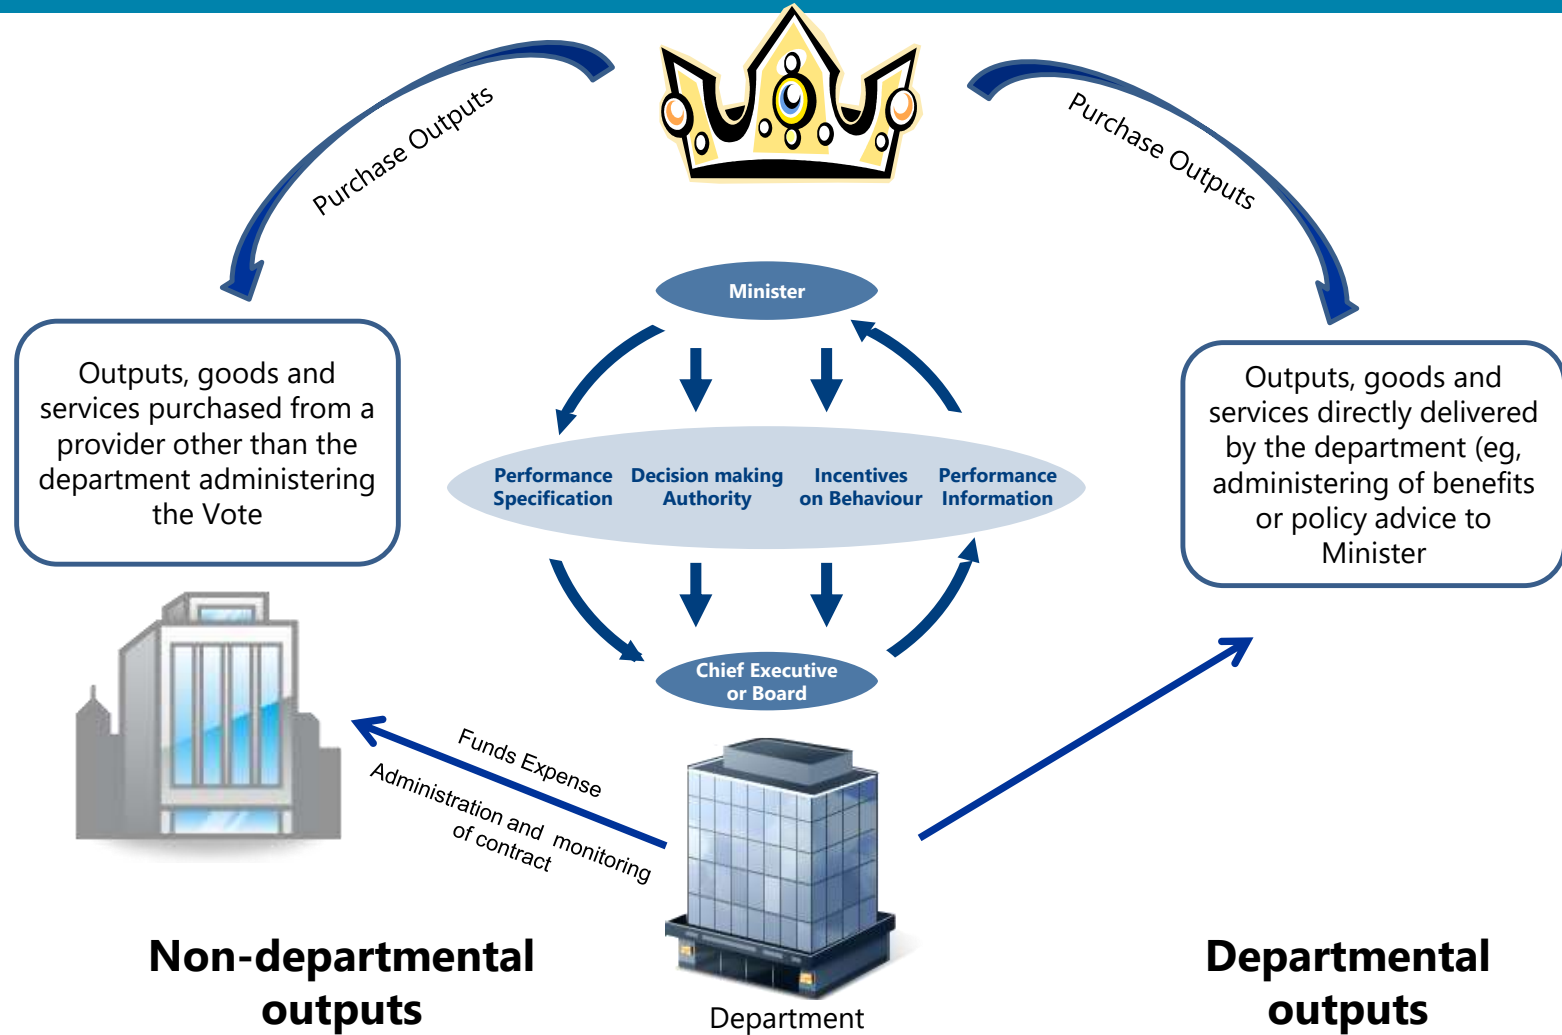 Purchase Outputs
Purchase Outputs
Minister
Outputs, goods and
services purchased from a
provider other than the
department administering
the Vote
Performance
Specification
Decision making
Authority
Incentives
on Behaviour
Performance
Information
Outputs, goods and
services directly delivered
by the department (eg,
administering of benefits
or policy advice to
Minister
Chief Executive
or Board
Funds Expense
Administration and monitoring
of contract
Non-departmental
outputs
Department
Departmental
outputs